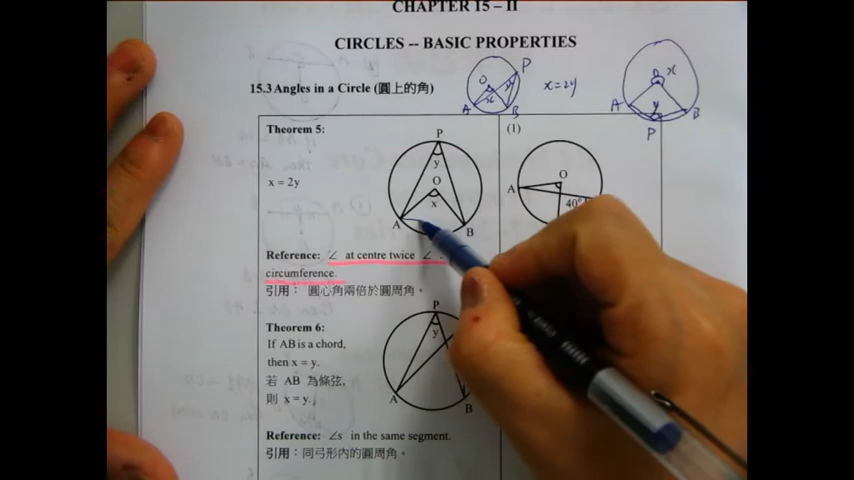 CHAPTER 15 – II
CIRCLES -- BASIC PROPERTIES
15.3 Angles in a Circle (圓上的角)
O P
x y
A B
x = 2y
O x
A y B
P
Theorem 5:
x = 2y
P
y
O
x
A B
(1)
O
A
40°
Reference: ∠ at centre twice ∠
circumference.
引用： 圓心角兩倍於圓周角。
Theorem 6:
If AB is a chord,
then x = y.
若 AB 為條弦,
則 x = y.
P
y
A
B
Reference: ∠s in the same segment.
引用：同弓形內的圓周角。